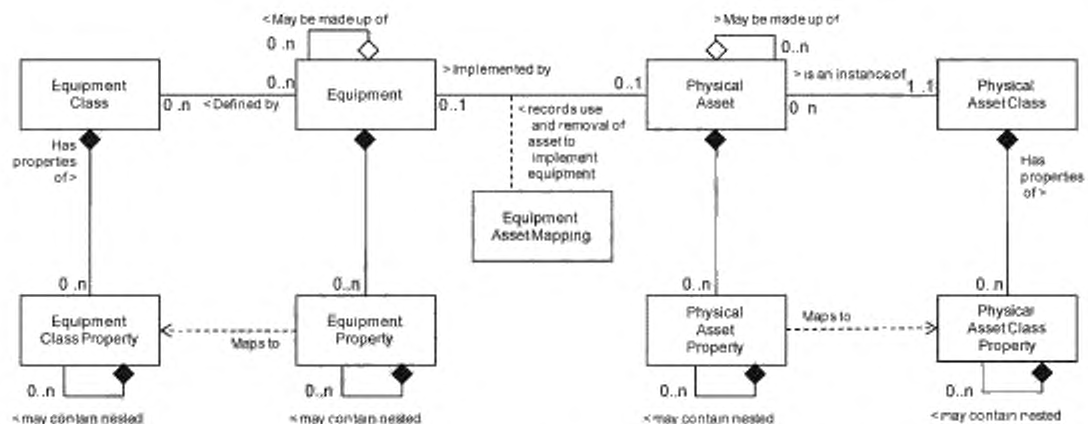 < May be made up of
0 .n
> May be made up of
0..n
Equipment
Class
0 .n
< Defined by
0..n
Equipment
> Implemented by
0..1
0..1
< records use
and removal of
asset to
implement
equipment
Physical
Asset
> is an instance of
0 n
1 .1
Physical
Asset Class
Has
properties
of >
Has
properties
of >
Equipment
Asset Mapping
0 .n
0..n
0..n
0..n
Equipment
Class Property
Maps to
Equipment
Property
Physical
Asset
Property
Maps to
Physical
Asset Class
Property
0..n
0..n
0..n
0..n
< may contain nested
< may contain nested
< may contain nested
< may contain nested